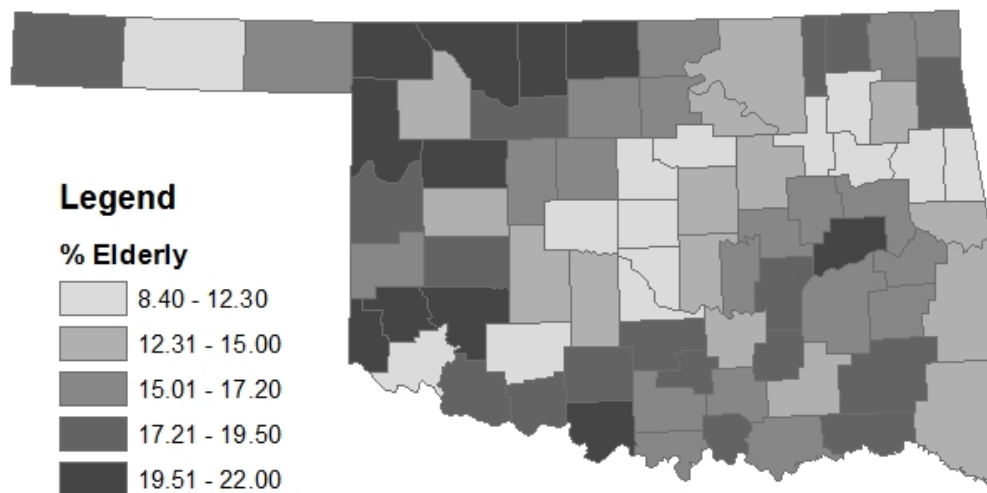 Legend
% Elderly
8.40 - 12.30
12.31 - 15.00
15.01 - 17.20
17.21 - 19.50
19.51 - 22.00